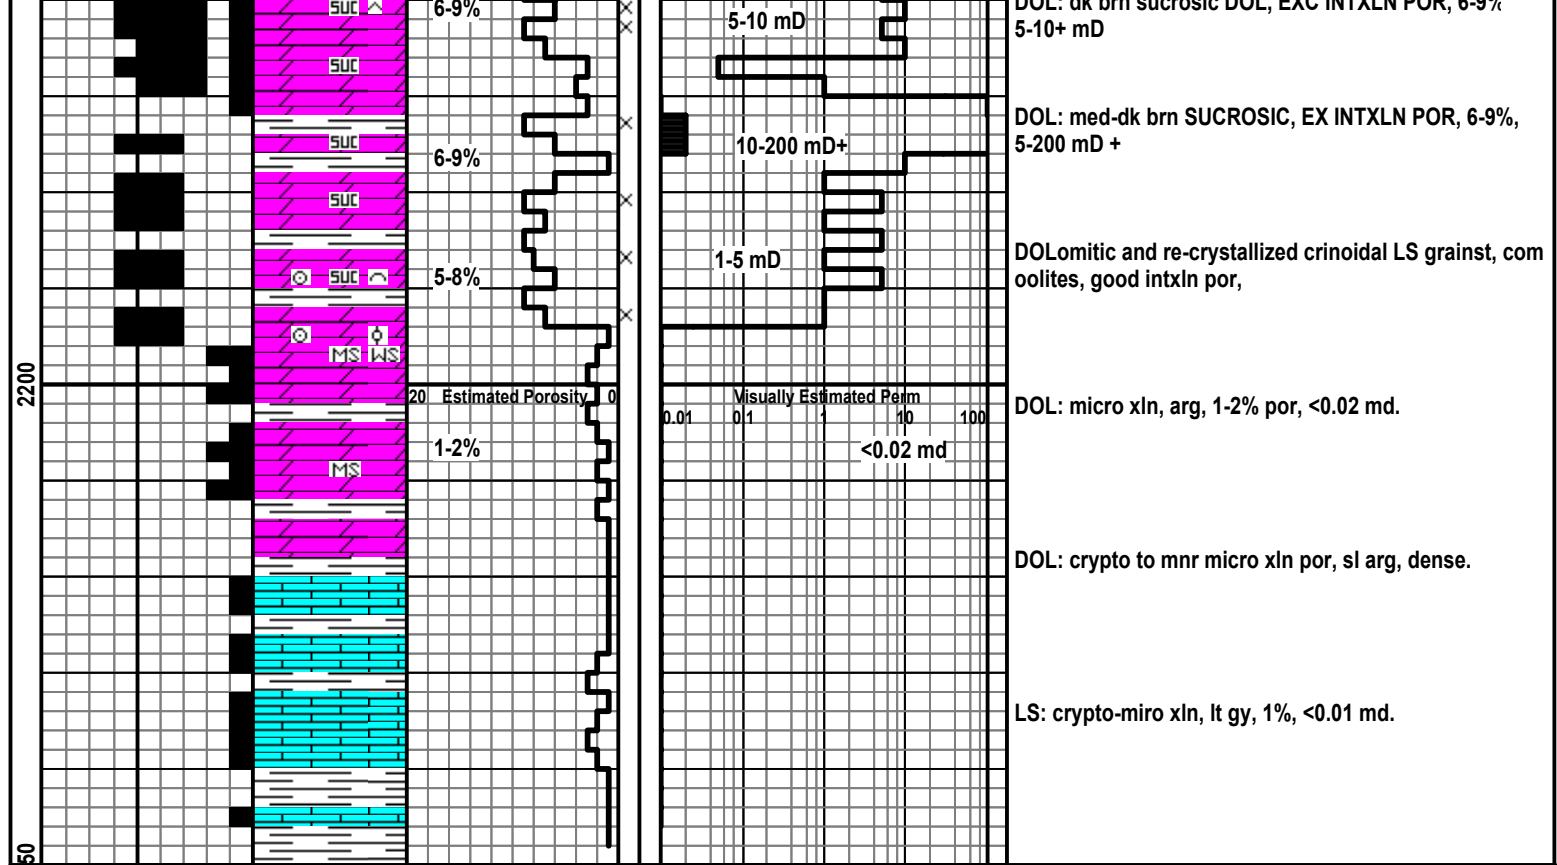 SUC
6-9%
5-10 mD
DOL: dk brn sucrosic DOL, EXC INTXLN POR, 6-9%
5-10+ mD
SUC
DOL: med-dk brn SUCROSIC, EX INTXLN POR, 6-9%,
5-200 mD +
SUC
10-200 mD+
6-9%
SUC
DOLomitic and re-crystallized crinoidal LS grainst, com
oolites, good intxln por,
1-5 mD
SUC
5-8%
MS WS
2200
20 Estimated Porosity 0
Visually Estimated Perm
0.01 0.1 1 10 100
DOL: micro xln, arg, 1-2% por, <0.02 md.
1-2%
<0.02 md
MS
DOL: crypto to mnr micro xln por, sl arg, dense.
LS: crypto-miro xln, lt gy, 1%, <0.01 md.
50